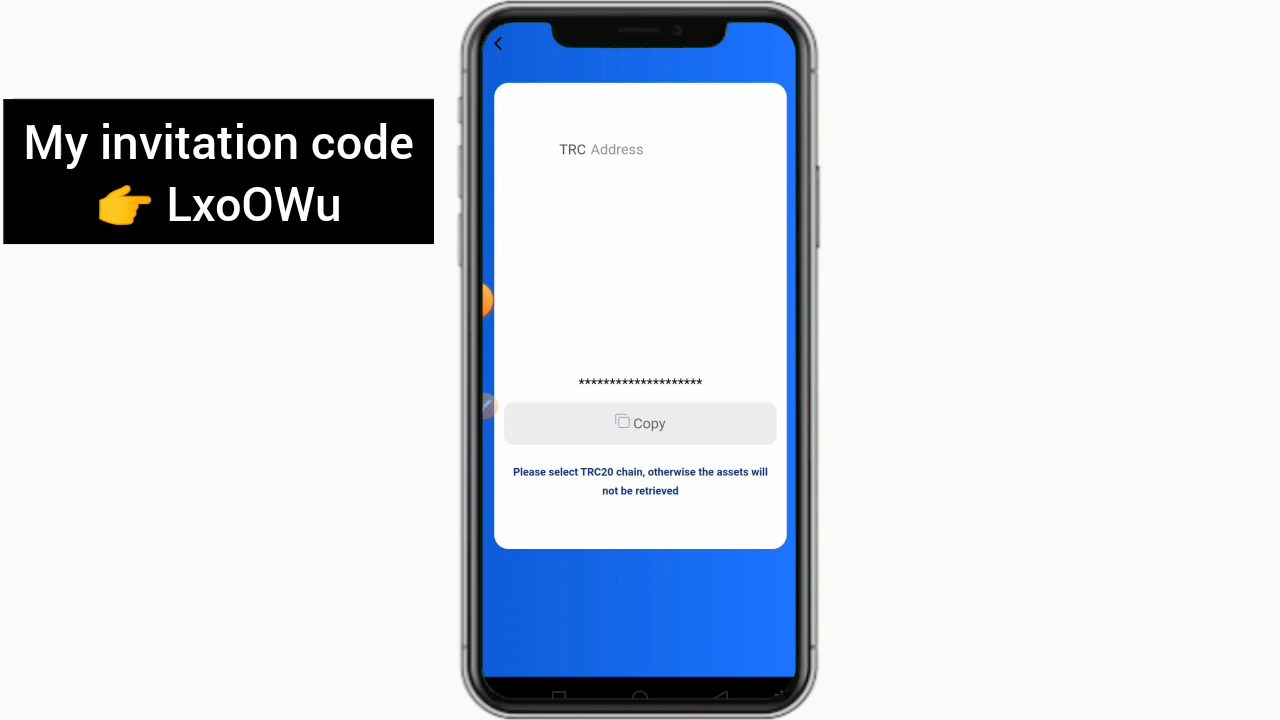 My invitation code
👉 LxoOWu
TRC Address
********************
Copy
Please select TRC20 chain, otherwise the assets will
not be retrieved